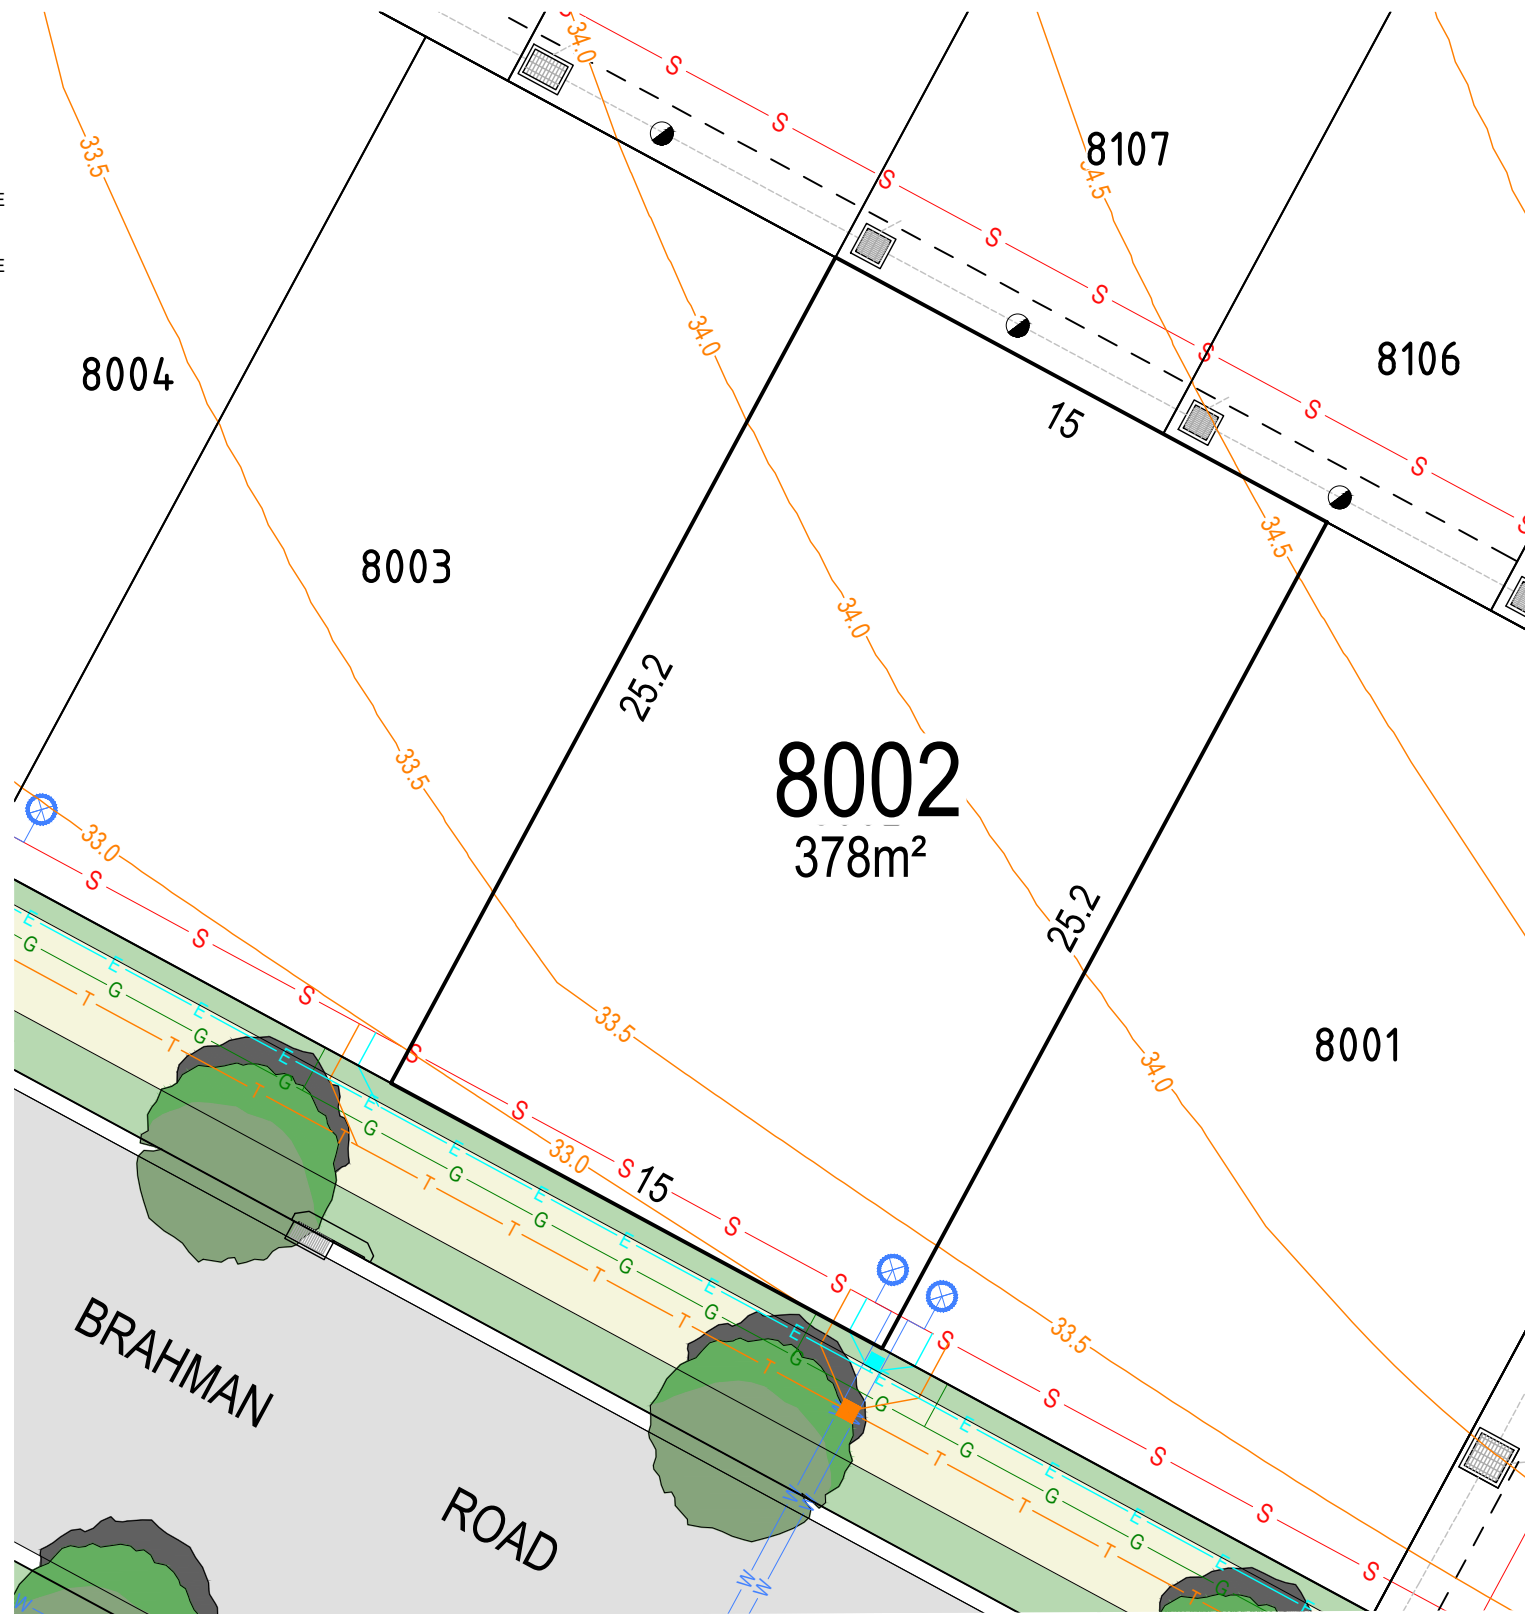 34.0
8107
34.5
33.5
E
E
34.0
8106
8004
15
34.5
8003
34.0
25.2
8002
378m²
33.5
33.0
25.2
33.5
34.0
8001
33.0
15
33.5
BRAHMAN
ROAD
S S S S S S S S S
S S S S S S S S S S S S S
E E E E E E E E E E E E E
G G G G G G G G G G G G G
T T T T T T T T T T T T
W W W W W